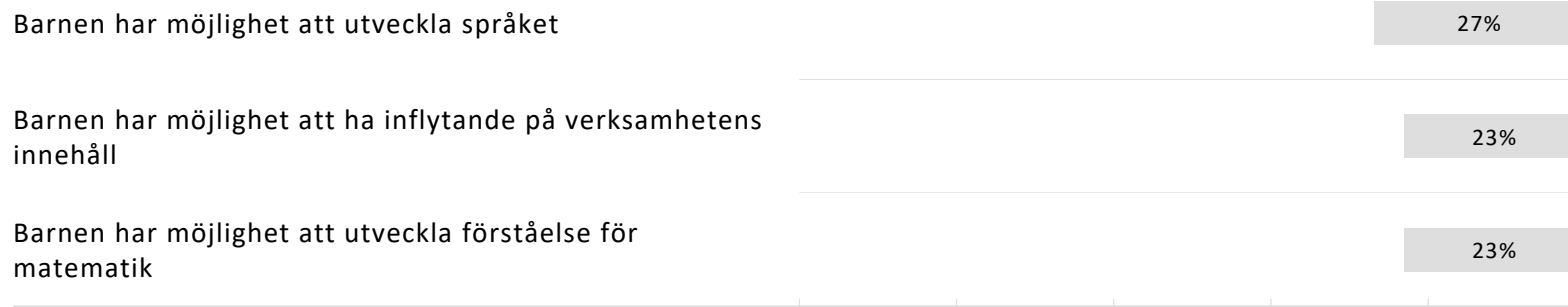 Barnen har möjlighet att utveckla språket
27%
Barnen har möjlighet att ha inflytande på verksamhetens
innehåll
23%
Barnen har möjlighet att utveckla förståelse för
matematik
23%